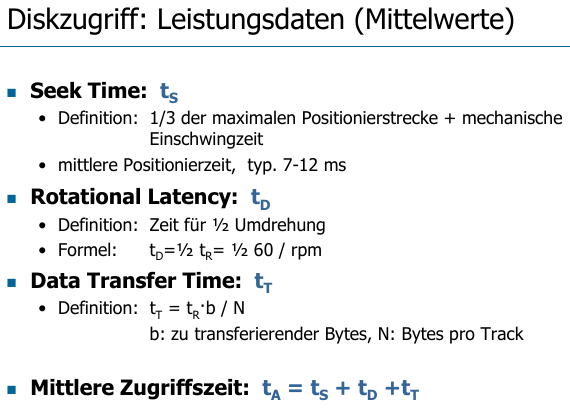 Diskzugriff: Leistungsdaten (Mittelwerte)
▪ Seek Time: t_S
• Definition: 1/3 der maximalen Positionierstrecke + mechanische
Einschwingzeit
• mittlere Positionierzeit, typ. 7-12 ms
▪ Rotational Latency: t_D
• Definition: Zeit für ½ Umdrehung
• Formel: t_D=½ t_R= ½ 60 / rpm
▪ Data Transfer Time: t_T
• Definition: t_T = t_R·b / N
b: zu transferierender Bytes, N: Bytes pro Track
▪ Mittlere Zugriffszeit: t_A = t_S + t_D +t_T